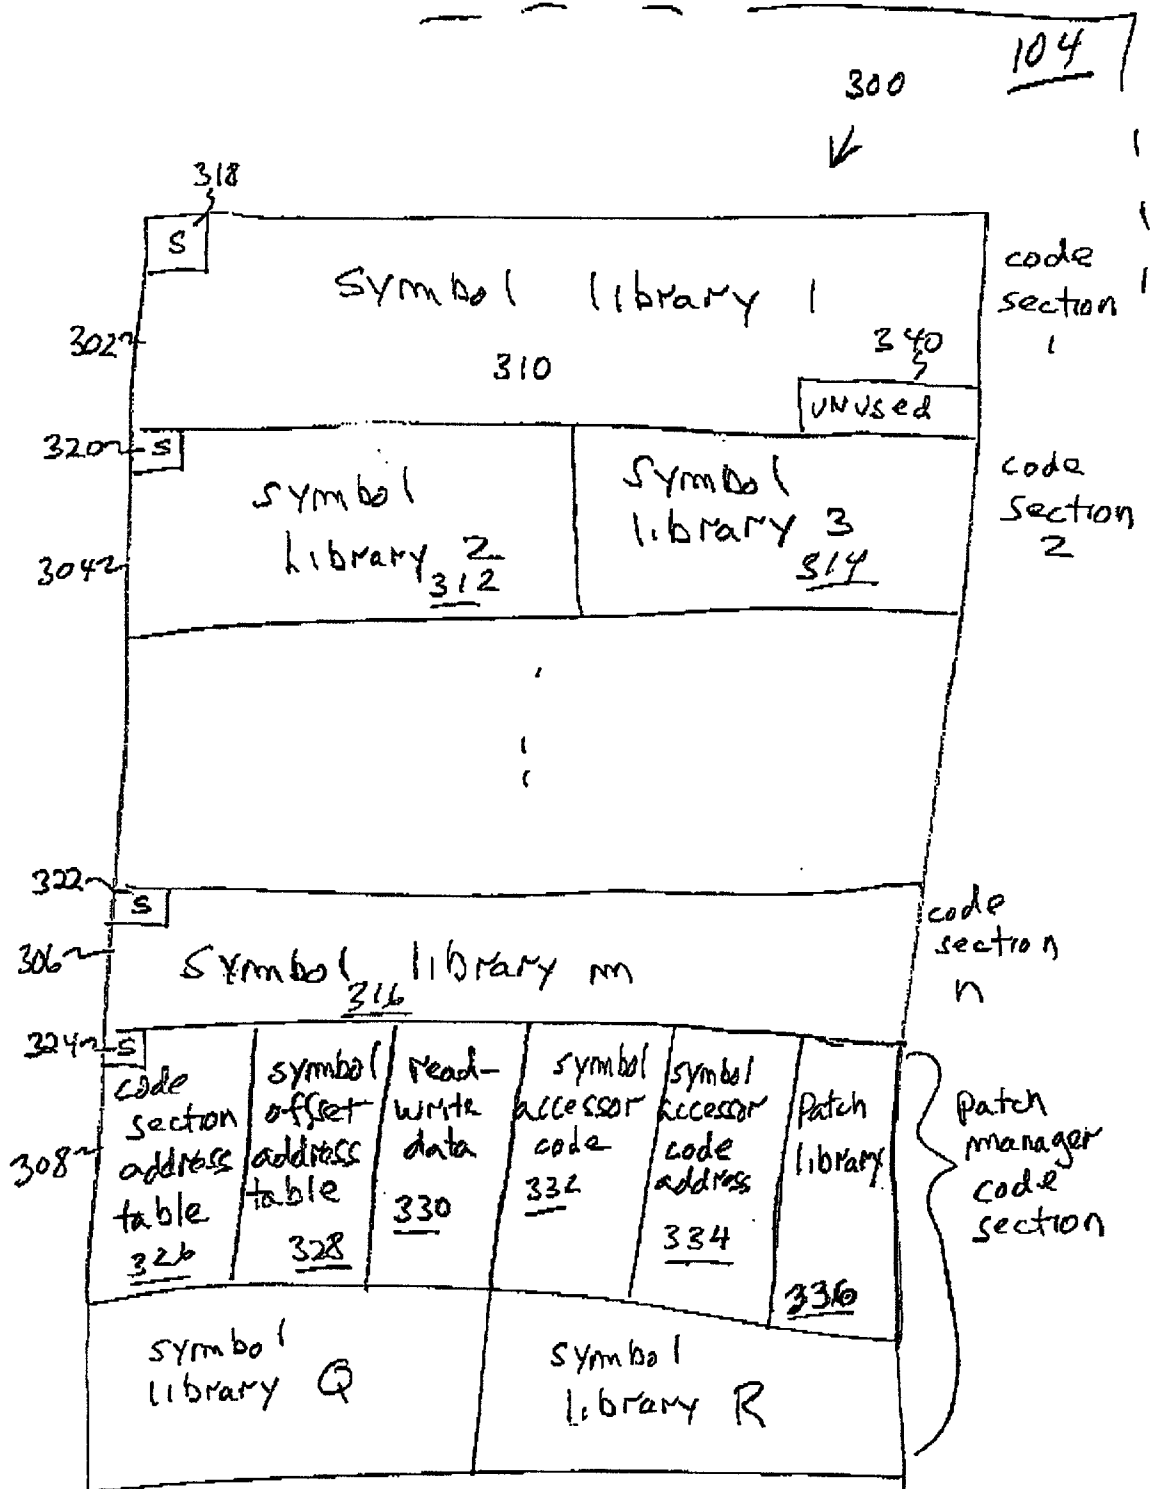 104
300
318
S
symbol library 1
code
section
1
302
340
310
unused
320
S
symbol
library 2
312
symbol
library 3
314
code
section
2
304
322
S
code
section
n
306
symbol library m
316
324
S
code
section
address
table
326
symbol
offset
address
table
328
read-
write
data
330
symbol
accessor
code
332
symbol
accessor
code
address
334
patch
library
336
308
patch
manager
code
section
symbol
library Q
symbol
library R